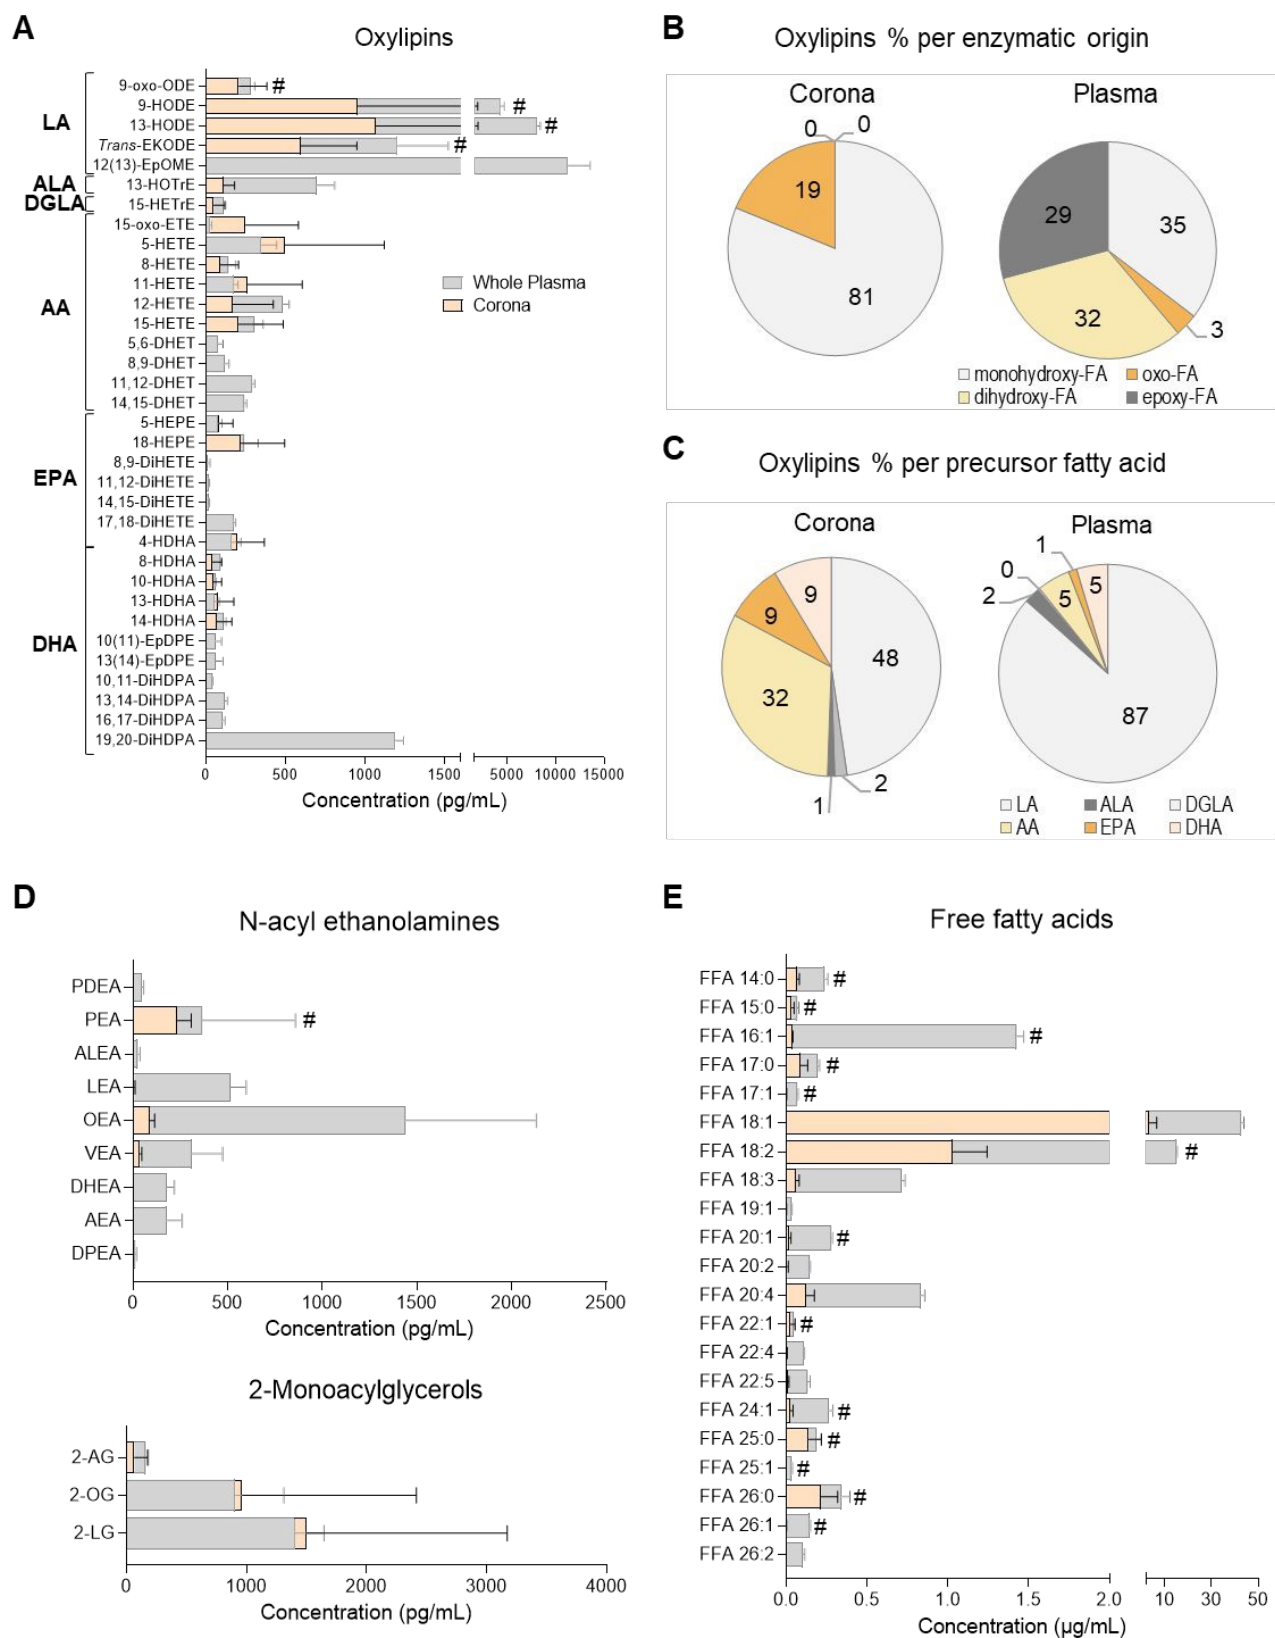 A
Oxylipins
LA
ALA
DGLA
AA
EPA
DHA
9-oxo-ODE
#
9-HODE
#
13-HODE
#
Trans-EKODE
#
12(13)-EpOME
13-HOTrE
15-HETrE
15-oxo-ETE
5-HETE
8-HETE
11-HETE
12-HETE
15-HETE
5,6-DHET
8,9-DHET
11,12-DHET
14,15-DHET
5-HEPE
18-HEPE
8,9-DiHETE
11,12-DiHETE
14,15-DiHETE
17,18-DiHETE
4-HDHA
8-HDHA
10-HDHA
13-HDHA
14-HDHA
10(11)-EpDPE
13(14)-EpDPE
10,11-DiHDPA
13,14-DiHDPA
16,17-DiHDPA
19,20-DiHDPA
Whole Plasma
Corona
0 500 1000 1500 5000 10000 15000
Concentration (pg/mL)
B
Oxylipins % per enzymatic origin
Corona
0 0
19
81
Plasma
29
35
32
3
monohydroxy-FA oxo-FA
dihydroxy-FA epoxy-FA
C
Oxylipins % per precursor fatty acid
Corona
9
9
48
32
1
2
Plasma
1
0
2
5
5
87
LA ALA DGLA
AA EPA DHA
D
N-acyl ethanolamines
PDEA
PEA
#
ALEA
LEA
OEA
VEA
DHEA
AEA
DPEA
0 500 1000 1500 2000 2500
Concentration (pg/mL)
2-Monoacylglycerols
2-AG
2-OG
2-LG
0 1000 2000 3000 4000
Concentration (pg/mL)
E
Free fatty acids
FFA 14:0 #
FFA 15:0 #
FFA 16:1 #
FFA 17:0 #
FFA 17:1 #
FFA 18:1
FFA 18:2 #
FFA 18:3
FFA 19:1
FFA 20:1 #
FFA 20:2
FFA 20:4
FFA 22:1 #
FFA 22:4
FFA 22:5
FFA 24:1 #
FFA 25:0 #
FFA 25:1 #
FFA 26:0 #
FFA 26:1 #
FFA 26:2
0.0 0.5 1.0 1.5 2.0 10 30 50
Concentration (µg/mL)